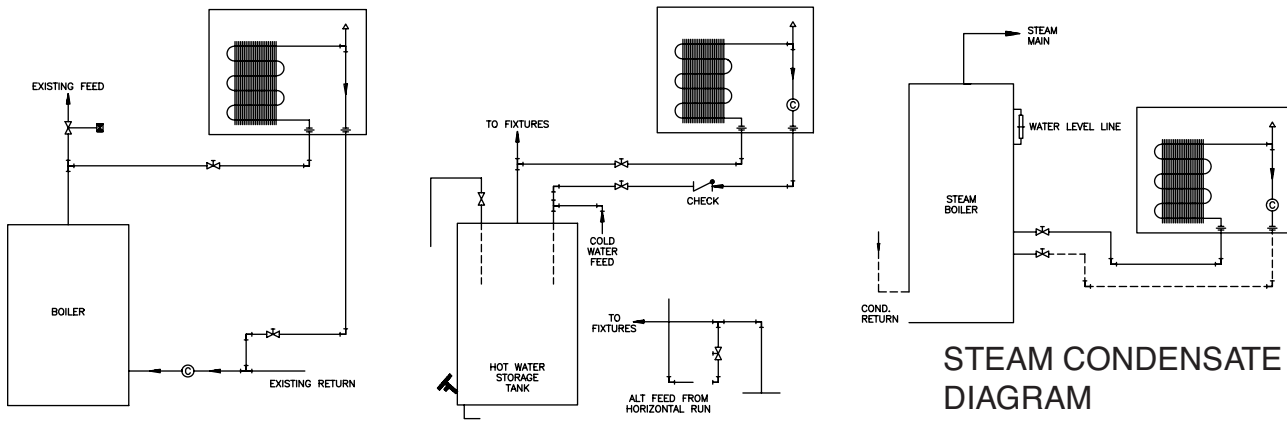 EXISTING FEED
BOILER
C
EXISTING RETURN
TO FIXTURES
C
CHECK
COLD
WATER
FEED
HOT WATER
STORAGE
TANK
TO
FIXTURES
ALT FEED FROM
HORIZONTAL RUN
STEAM
MAIN
WATER LEVEL LINE
STEAM
BOILER
C
COND.
RETURN
STEAM CONDENSATE
DIAGRAM